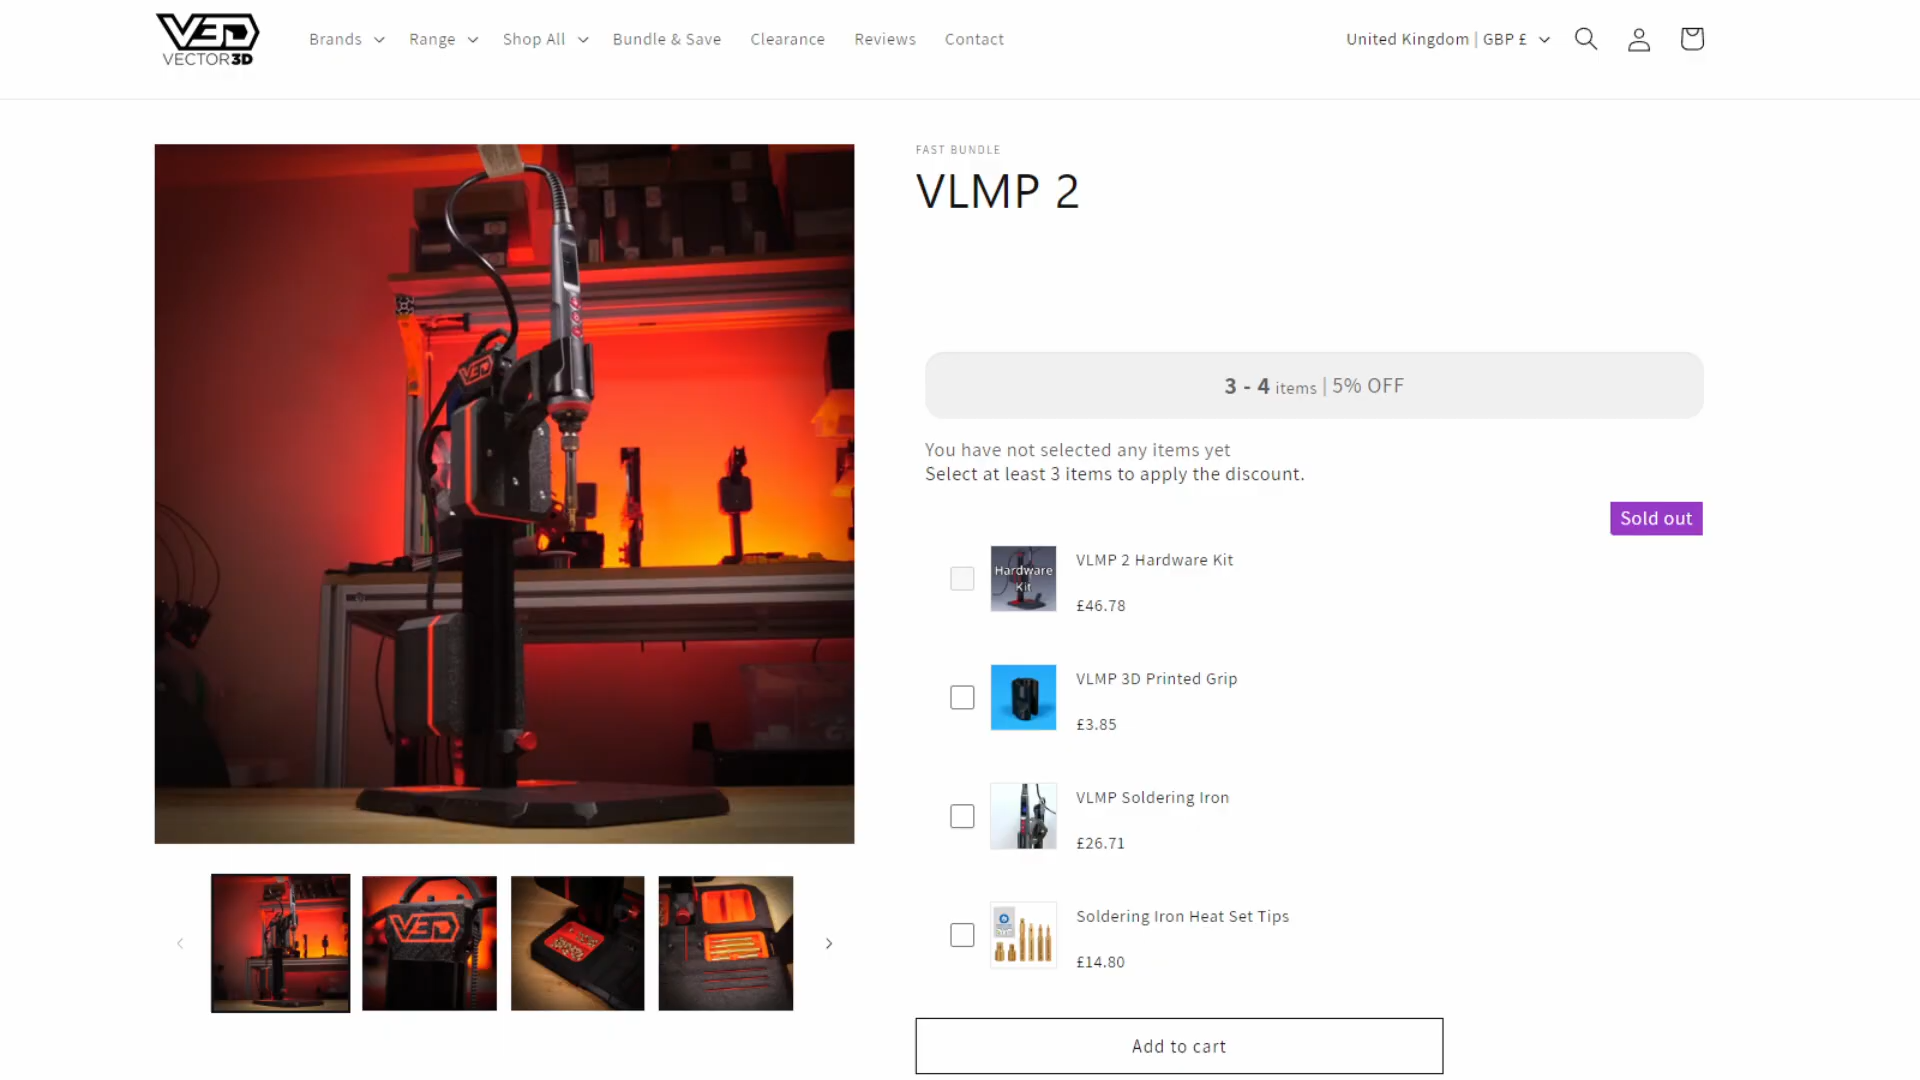 V3D
VECTOR3D
Brands
Range
Shop All
Bundle & Save
Clearance
Reviews
Contact
United Kingdom | GBP £
FAST BUNDLE
VLMP 2
V3D
3 - 4 items | 5% OFF
You have not selected any items yet
Select at least 3 items to apply the discount.
Sold out
VLMP 2 Hardware Kit
Hardware
Kit
£46.78
VLMP 3D Printed Grip
£3.85
VLMP Soldering Iron
£26.71
Soldering Iron Heat Set Tips
£14.80
V3D
Add to cart